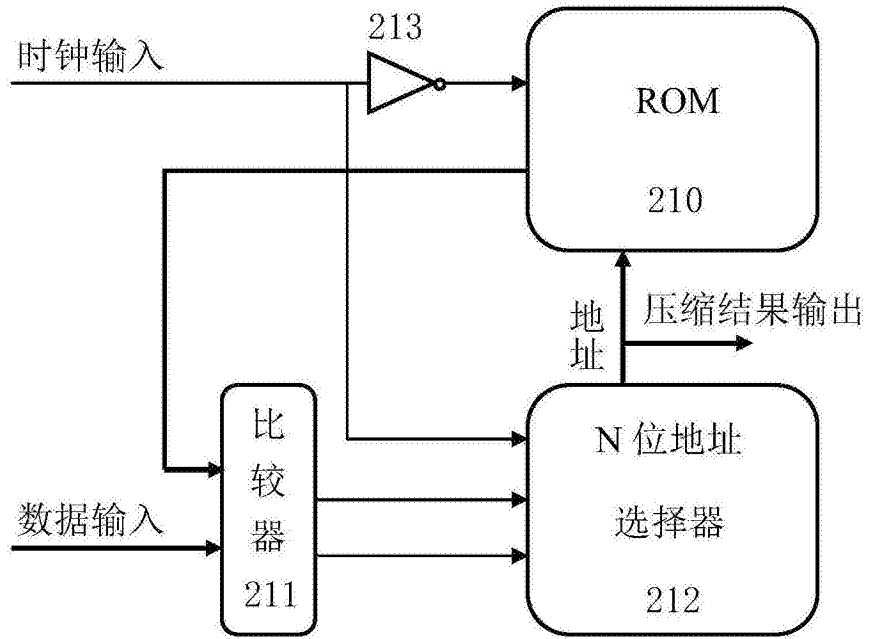 213
时钟输入
ROM
210
地址
压缩结果输出
比较器
211
数据输入
N 位地址
选择器
212